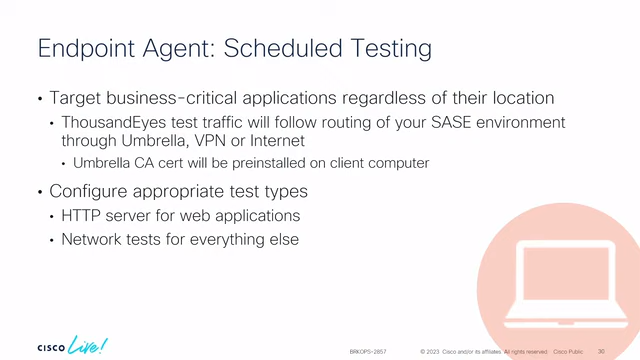 Endpoint Agent: Scheduled Testing
• Target business-critical applications regardless of their location
• ThousandEyes test traffic will follow routing of your SASE environment
through Umbrella, VPN or Internet
• Umbrella CA cert will be preinstalled on client computer
• Configure appropriate test types
• HTTP server for web applications
• Network tests for everything else
CISCO Live! BRKOPS-2857 © 2023 Cisco and/or its affiliates. All rights reserved. Cisco Public 30